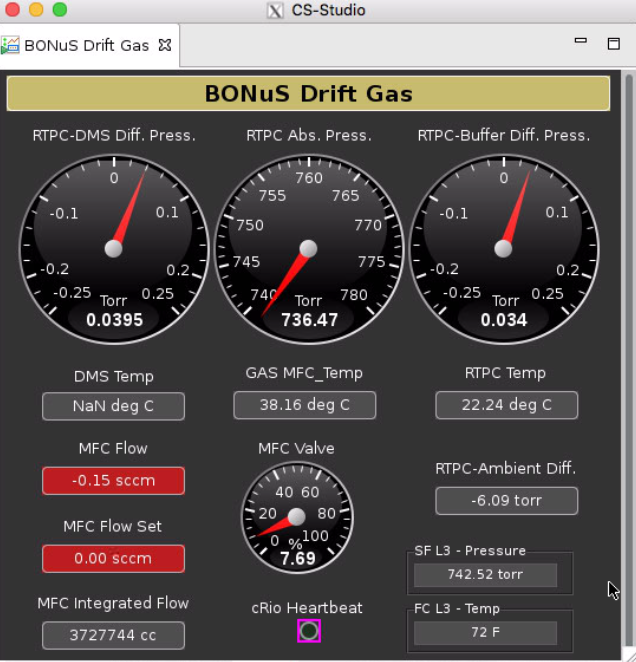 CS-Studio
BONuS Drift Gas
BONuS Drift Gas
RTPC-DMS Diff. Press.
RTPC Abs. Press.
RTPC-Buffer Diff. Press.
-0.25
-0.2
-0.1
0
0.1
0.2
0.25
Torr
0.0395
740
745
750
755
760
765
770
775
780
Torr
736.47
-0.25
-0.2
-0.1
0
0.1
0.2
0.25
Torr
0.034
DMS Temp
NaN deg C
GAS MFC_Temp
38.16 deg C
RTPC Temp
22.24 deg C
MFC Flow
-0.15 sccm
MFC Flow Set
0.00 sccm
MFC Integrated Flow
3727744 cc
MFC Valve
0
20
40
60
80
100
%
7.69
cRio Heartbeat
RTPC-Ambient Diff.
-6.09 torr
SF L3 - Pressure
742.52 torr
FC L3 - Temp
72 F